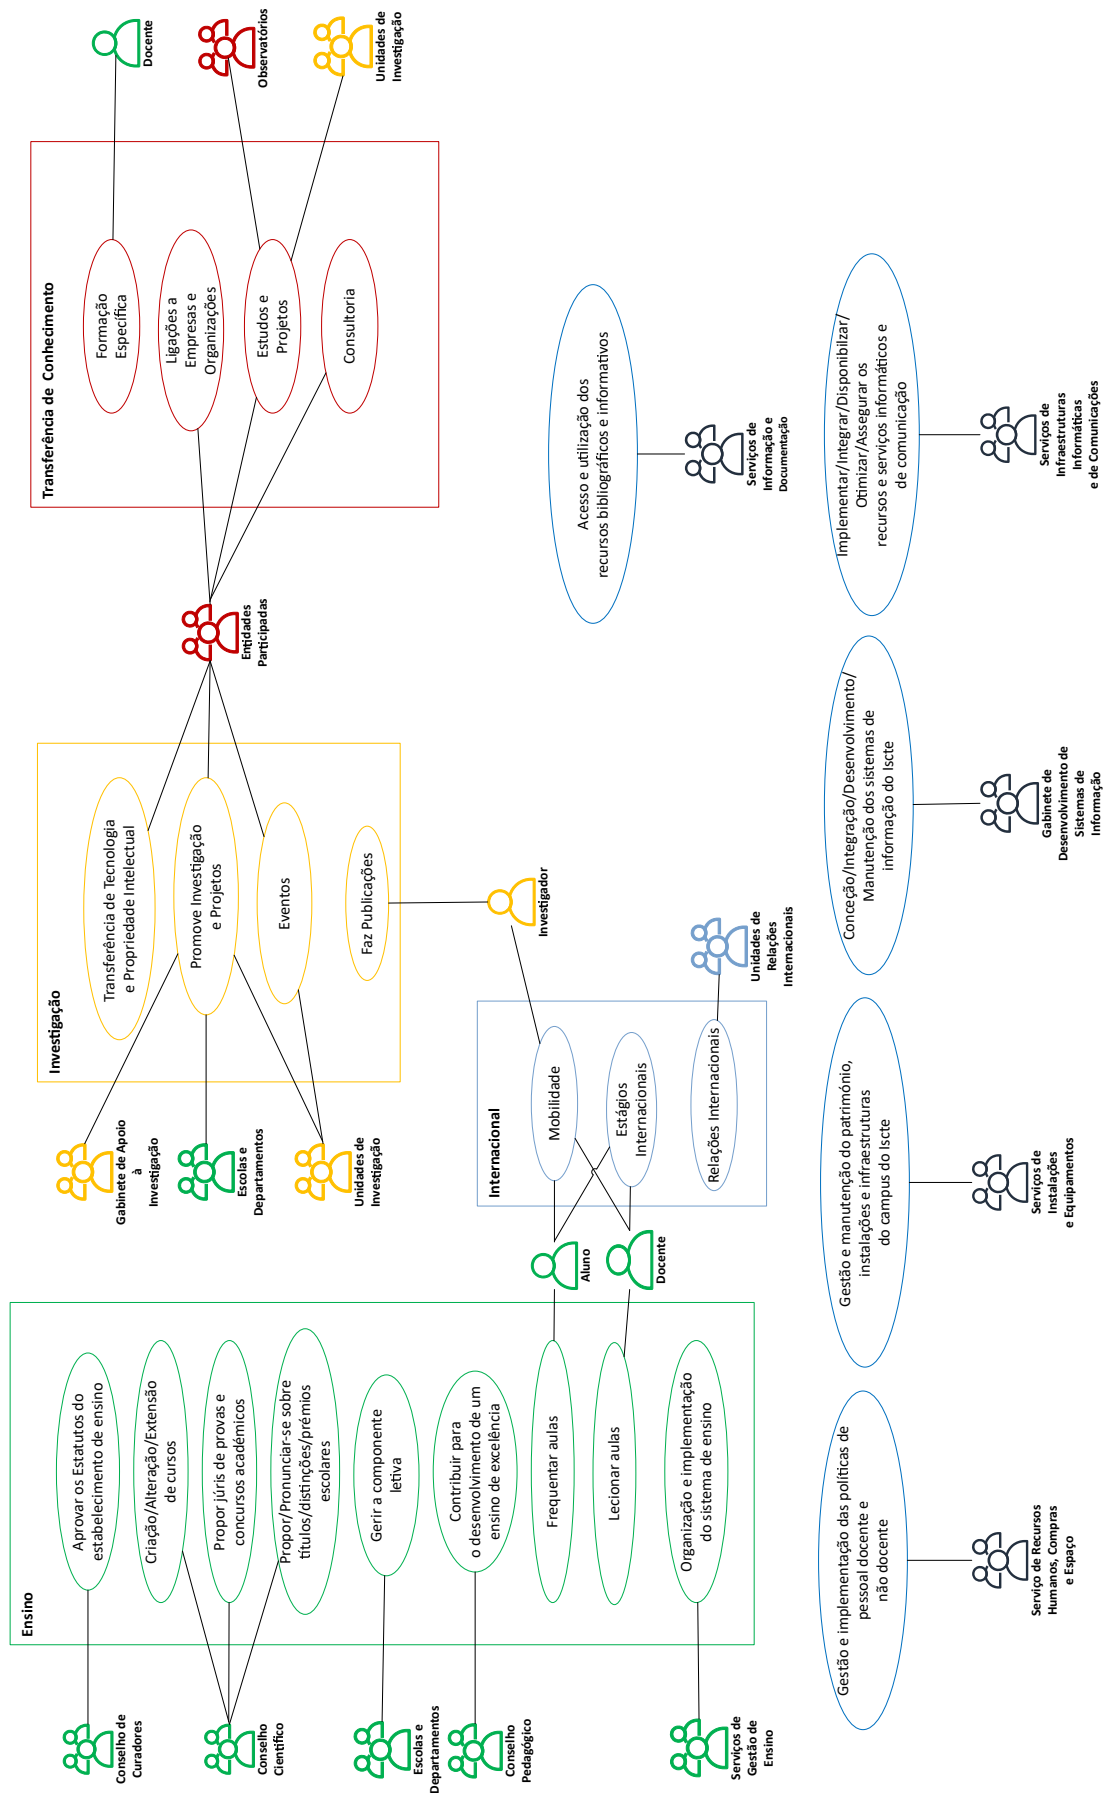 Ensino
Conselho de
Curadores
Aprovar os Estatutos do
estabelecimento de ensino
Conselho
Científico
Criação/Alteração/Extensão
de cursos
Propor júris de provas e
concursos académicos
Propor/Pronunciar-se sobre
títulos/distinções/prémios
escolares
Escolas e
Departamentos
Gerir a componente
letiva
Conselho
Pedagógico
Contribuir para
o desenvolvimento de um
ensino de excelência
Frequentar aulas
Lecionar aulas
Serviços de
Gestão de
Ensino
Organização e implementação
do sistema de ensino
Aluno
Docente
Investigação
Gabinete de Apoio
à
Investigação
Escolas e
Departamentos
Unidades de
Investigação
Transferência de Tecnologia
e Propriedade Intelectual
Promove Investigação
e Projetos
Eventos
Faz Publicações
Investigador
Internacional
Mobilidade
Estágios
Internacionais
Relações Internacionais
Unidades de
Relações
Internacionais
Entidades
Participadas
Transferência de Conhecimento
Formação
Específica
Ligações a
Empresas e
Organizações
Estudos e
Projetos
Consultoria
Docente
Observatórios
Unidades de
Investigação
Acesso e utilização dos
recursos bibliográficos e informativos
Serviços de
Informação e
Documentação
Gestão e implementação das políticas de
pessoal docente e
não docente
Serviço de Recursos
Humanos, Compras
e Espaço
Gestão e manutenção do património,
instalações e infraestruturas
do campus do Iscte
Serviços de
Instalações
e Equipamentos
Conceção/Integração/Desenvolvimento/
Manutenção dos sistemas de
informação do Iscte
Gabinete de
Desenvolvimento de
Sistemas de
Informação
Implementar/Integrar/Disponibilzar/
Otimizar/Assegurar os
recursos e serviços informáticos e
de comunicação
Serviços de
Infraestruturas
Informáticas
e de Comunicações